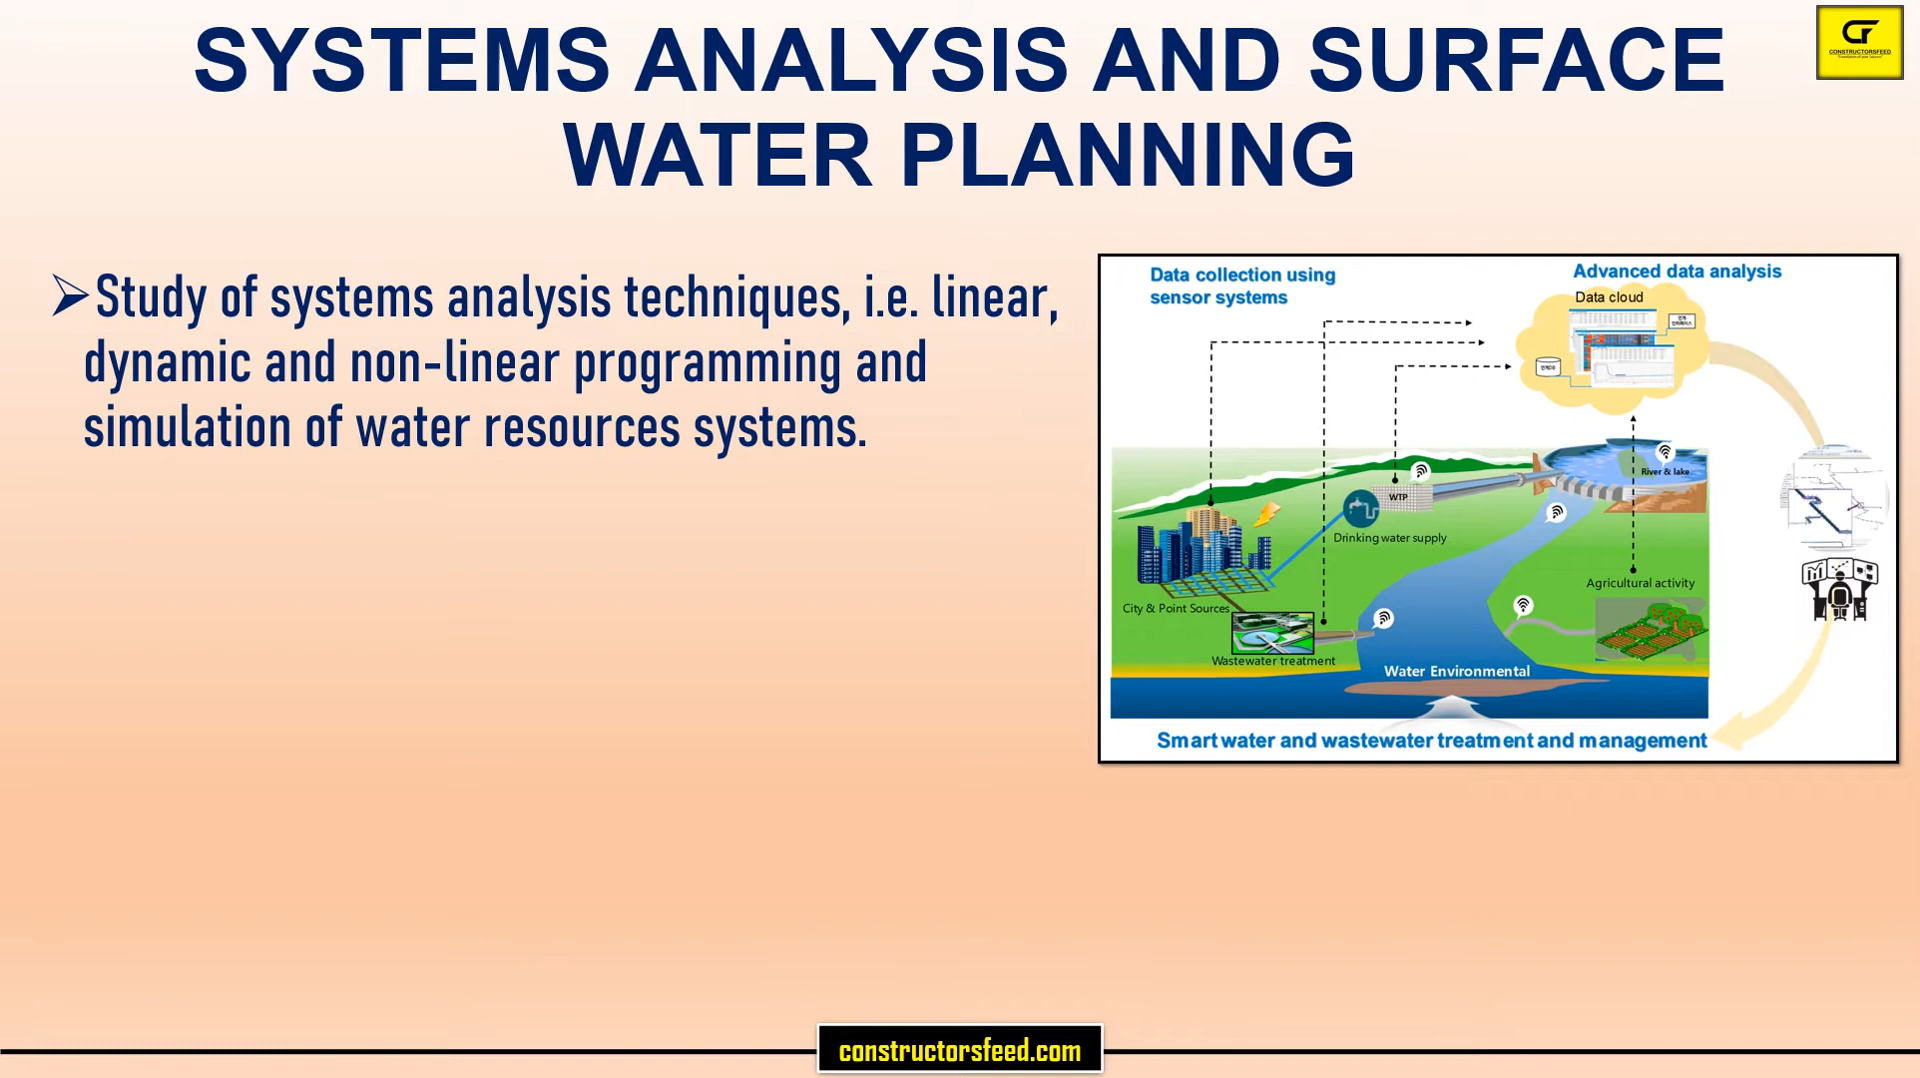 SYSTEMS ANALYSIS AND SURFACE
WATER PLANNING
CONSTRUCTORSFEED
➢Study of systems analysis techniques, i.e. linear,
dynamic and non-linear programming and
simulation of water resources systems.
Data collection using
sensor systems
Advanced data analysis
Data cloud
River & lake
WTP
Drinking water supply
Agricultural activity
City & Point Sources
Wastewater treatment
Water Environmental
Smart water and wastewater treatment and management
constructorsfeed.com